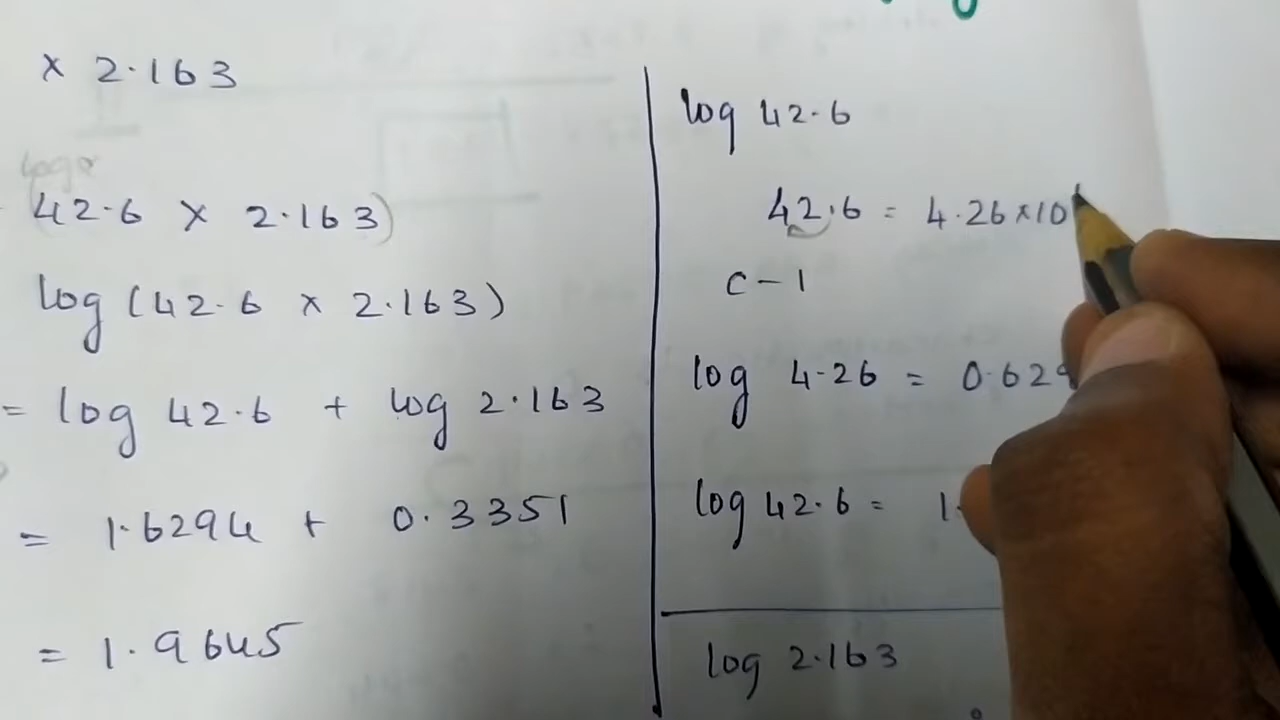 × 2.163
42.6 × 2.163)
log (42.6 × 2.163)
= log 42.6 + log 2.163
= 1.6294 + 0.3351
= 1.9645
log 42.6
42.6 = 4.26 × 10
C - 1
log 4.26 = 0.629
log 42.6 = 1.
log 2.163